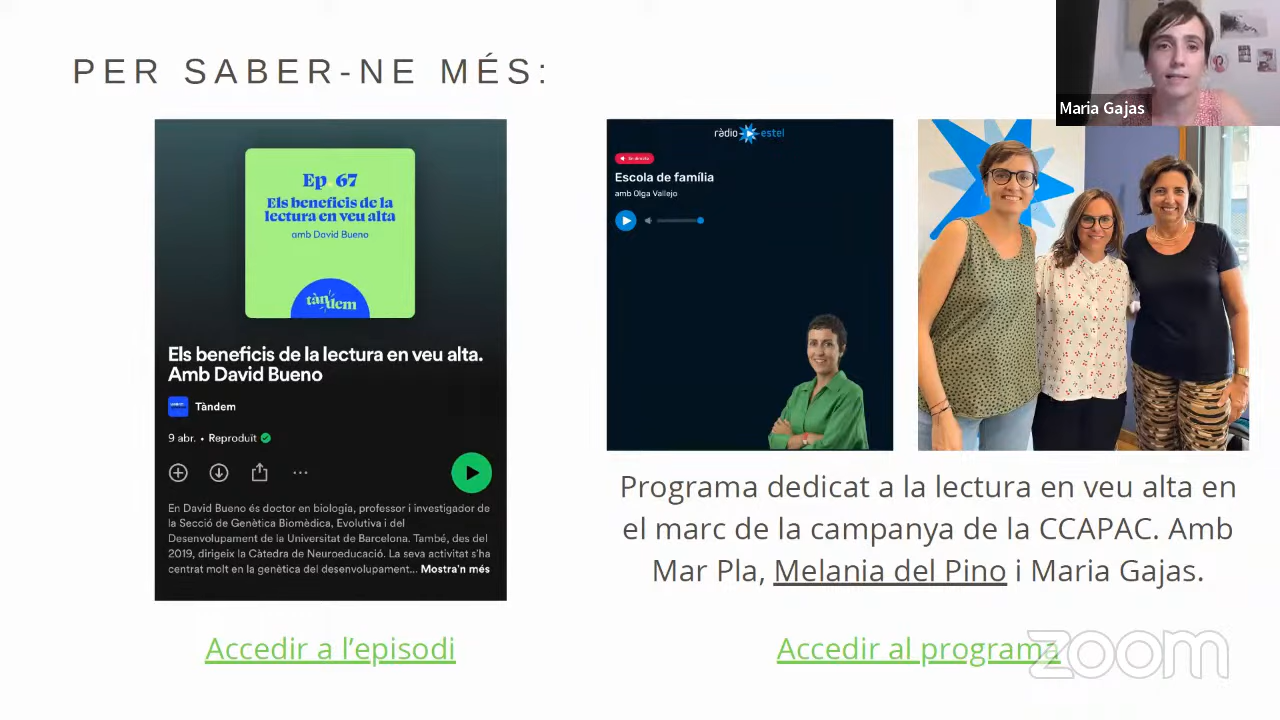 PER SABER-NE MÉS:
Maria Gajas
Ep. 67
Els beneficis de la
lectura en veu alta
amb David Bueno
tàndem
Els beneficis de la lectura en veu alta.
Amb David Bueno
Tàndem
9 abr. • Reproduït
En David Bueno és doctor en biologia, professor i investigador de
la Secció de Genètica Biomèdica, Evolutiva i del
Desenvolupament de la Universitat de Barcelona. També, des del
2019, dirigeix la Càtedra de Neuroeducació. La seva activitat s'ha
centrat molt en la genètica del desenvolupament... Mostra'n més
Accedir a l’episodi
ràdio estel
En directe
Escola de família
amb Olga Vallejo
Programa dedicat a la lectura en veu alta en
el marc de la campanya de la CCAPAC. Amb
Mar Pla, Melania del Pino i Maria Gajas.
Accedir al programa
zoom